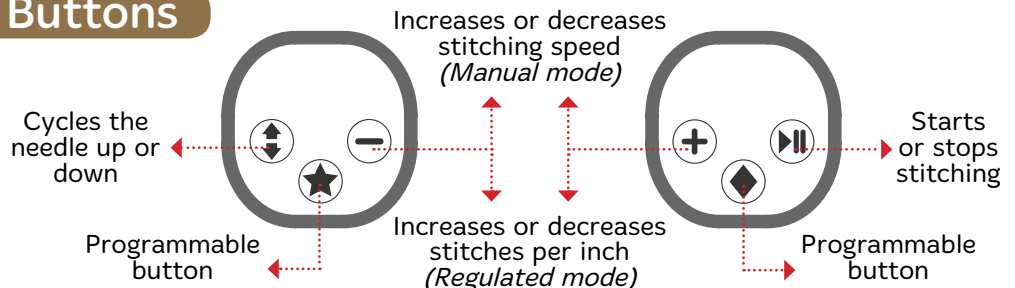 Buttons
Increases or decreases
stitching speed
(Manual mode)
Cycles the
needle up or
down
Starts
or stops
stitching
Programmable
button
Increases or decreases
stitches per inch
(Regulated mode)
Programmable
button